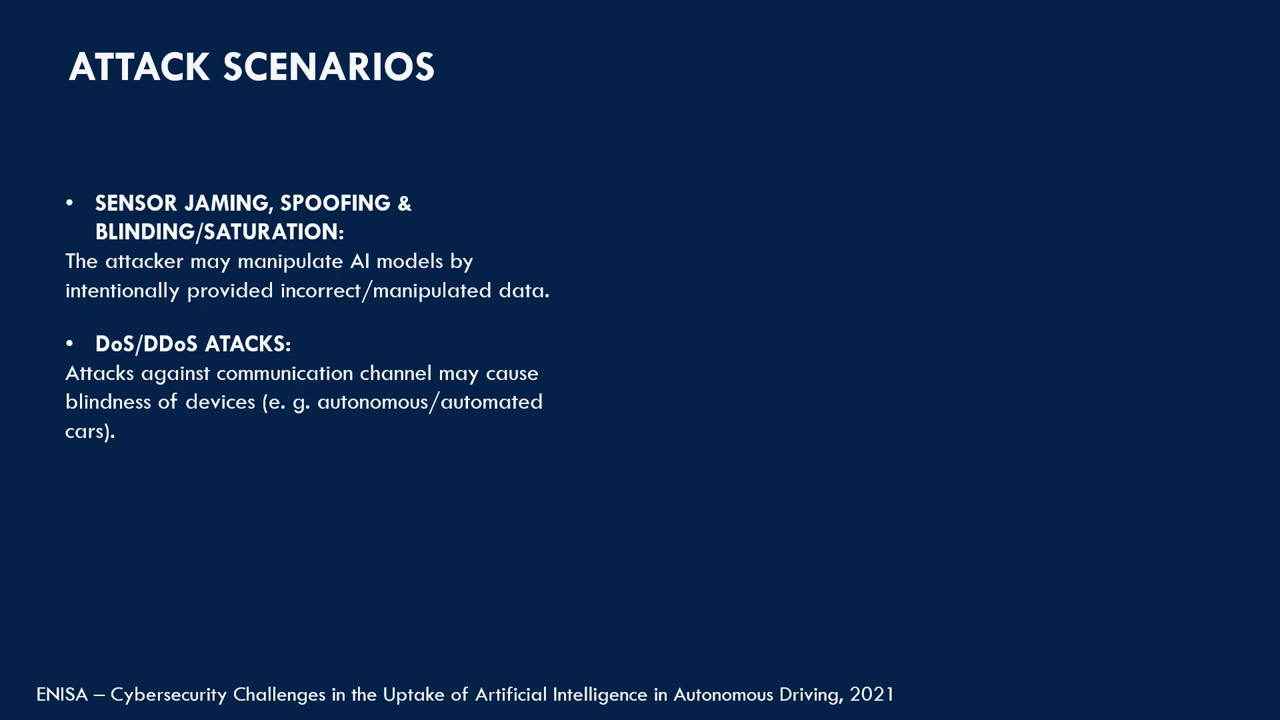 ATTACK SCENARIOS
• SENSOR JAMING, SPOOFING &
BLINDING/SATURATION:
The attacker may manipulate AI models by
intentionally provided incorrect/manipulated data.
• DoS/DDoS ATACKS:
Attacks against communication channel may cause
blindness of devices (e. g. autonomous/automated
cars).
ENISA – Cybersecurity Challenges in the Uptake of Artificial Intelligence in Autonomous Driving, 2021